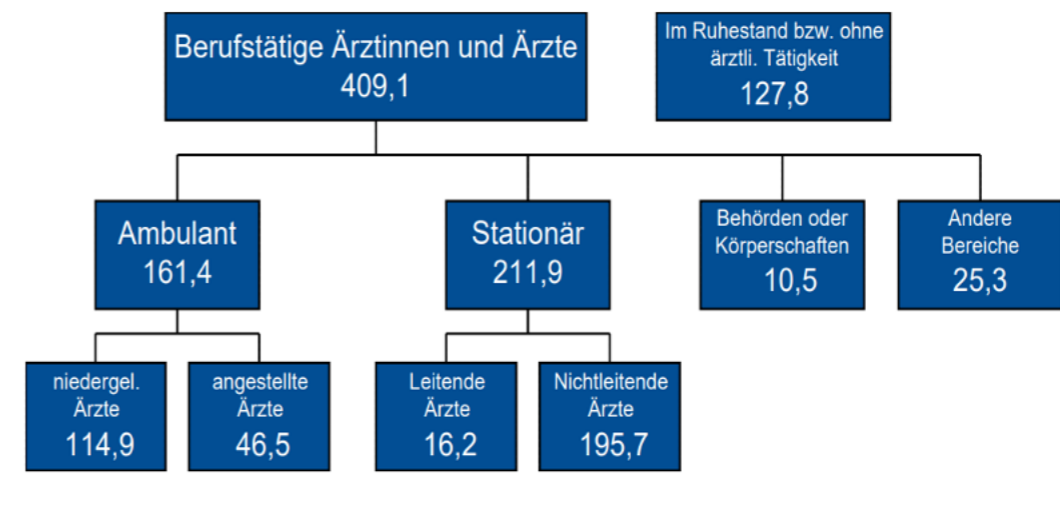 Berufstätige Ärztinnen und Ärzte
409,1
Im Ruhestand bzw. ohne
ärztli. Tätigkeit
127,8
Ambulant
161,4
Stationär
211,9
Behörden oder
Körperschaften
10,5
Andere
Bereiche
25,3
niedergel.
Ärzte
114,9
angestellte
Ärzte
46,5
Leitende
Ärzte
16,2
Nichtleitende
Ärzte
195,7